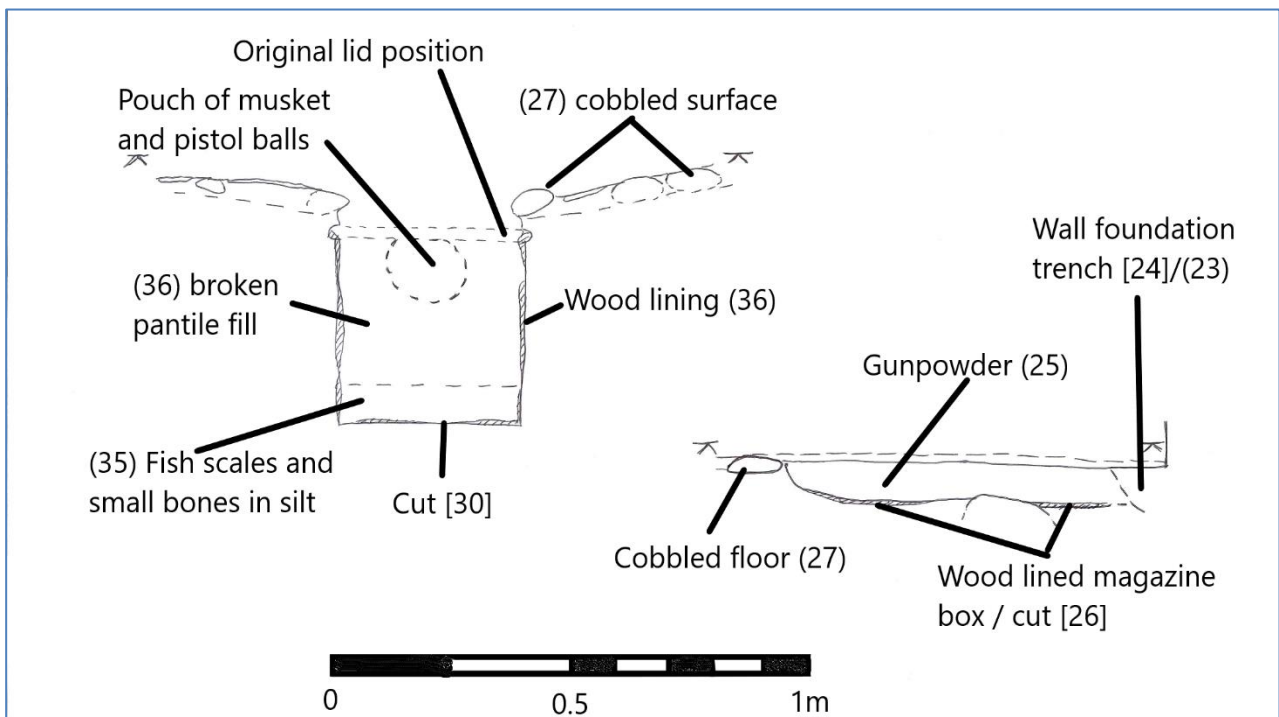 Original lid position
Pouch of musket
and pistol balls
(27) cobbled surface
(36) broken
pantile fill
Wood lining (36)
(35) Fish scales and
small bones in silt
Cut [30]
Wall foundation
trench [24]/(23)
Gunpowder (25)
Cobbled floor (27)
Wood lined magazine
box / cut [26]
0
0.5
1m